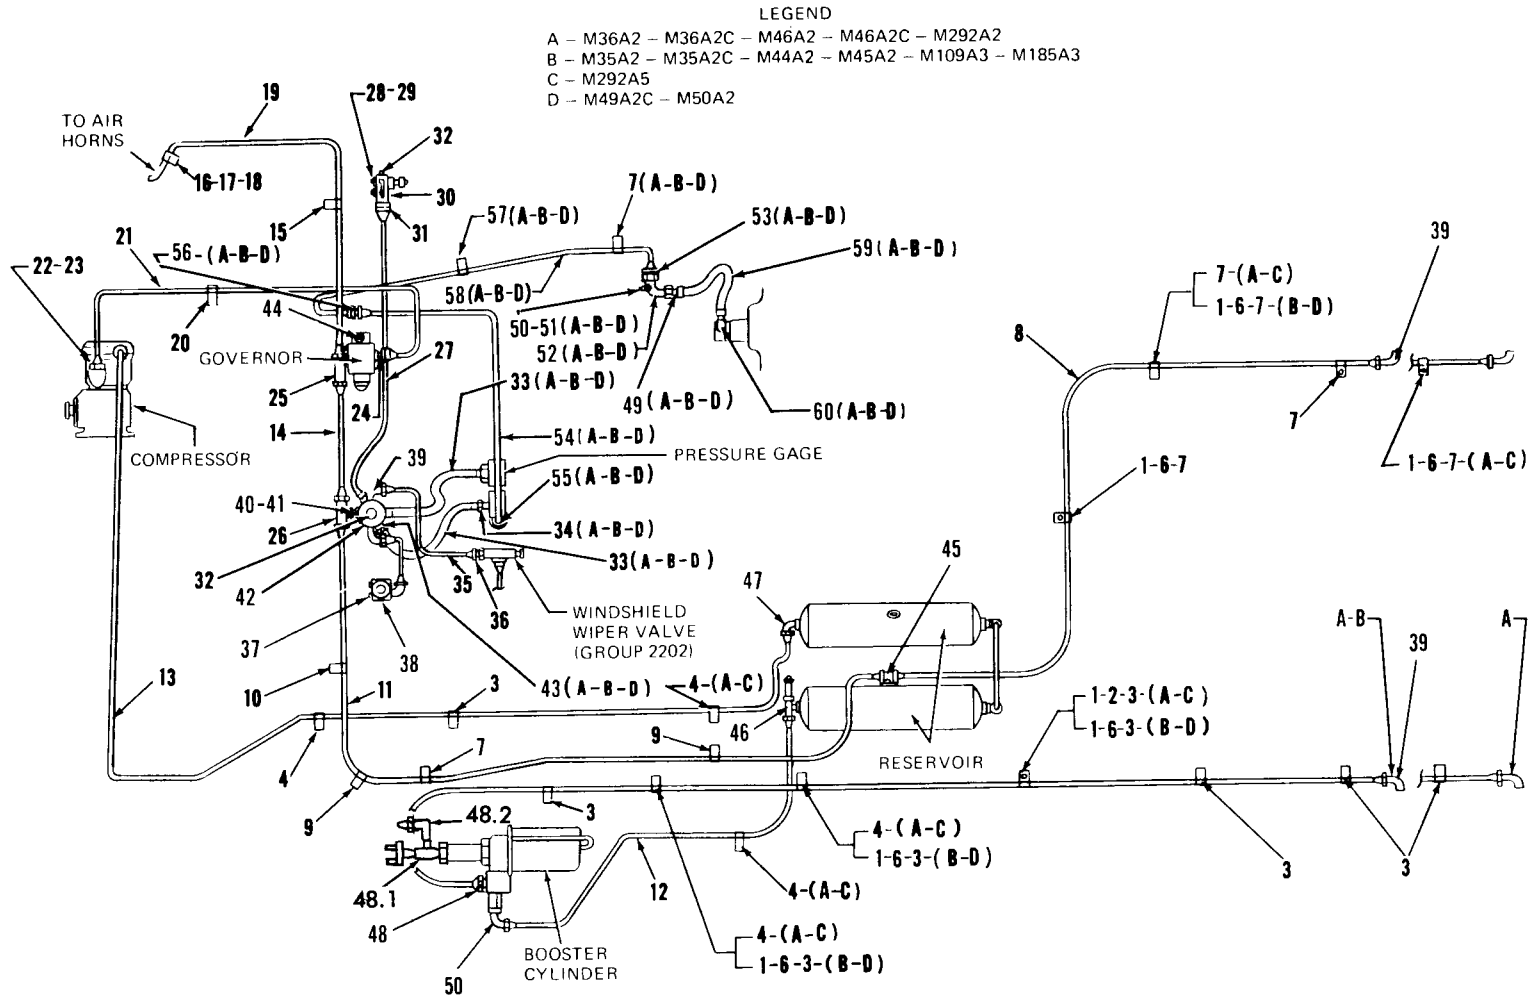 LEGEND
A – M36A2 – M36A2C – M46A2 – M46A2C – M292A2
B – M35A2 – M35A2C – M44A2 – M45A2 – M109A3 – M185A3
C – M292A5
D – M49A2C – M50A2
19
28-29
TO AIR
HORNS
32
16-17-18
30
7(A-B-D)
15
31
57(A-B-D)
53(A-B-D)
39
21
56-(A-B-D)
59(A-B-D)
22-23
7-(A-C)
1-6-7-(B-D)
58(A-B-D)
44
20
50-51(A-B-D)
8
GOVERNOR
27
52(A-B-D)
33(A-B-D)
25
24
49(A-B-D)
60(A-B-D)
7
14
54(A-B-D)
COMPRESSOR
39
PRESSURE GAGE
1-6-7
1-6-7-(A-C)
55(A-B-D)
40-41
26
34(A-B-D)
33(A-B-D)
45
32
35
47
42
36
WINDSHIELD
WIPER VALVE
(GROUP 2202)
A-B
A
37
38
39
13
10
11
3
43(A-B-D)
4-(A-C)
1-2-3-(A-C)
1-6-3-(B-D)
46
9
7
RESERVOIR
4
9
3
48.2
4-(A-C)
1-6-3-(B-D)
3
3
12
4-(A-C)
48.1
48
4-(A-C)
1-6-3-(B-D)
BOOSTER
CYLINDER
50